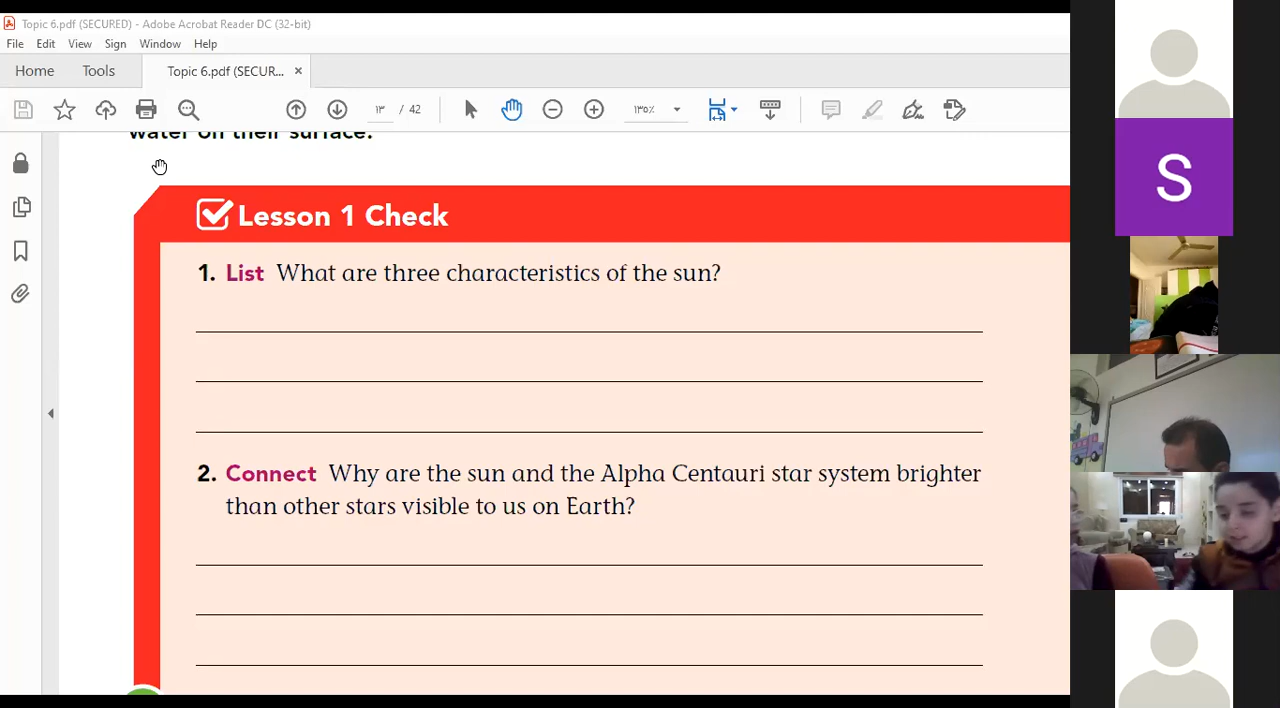 Topic 6.pdf (SECURED) - Adobe Acrobat Reader DC (32-bit)
File Edit View Sign Window Help
Home Tools Topic 6.pdf (SECUR... ×
١٣ / 42 ١٣٥٪
water on their surface.
Lesson 1 Check
1. List What are three characteristics of the sun?
2. Connect Why are the sun and the Alpha Centauri star system brighter
than other stars visible to us on Earth?
S